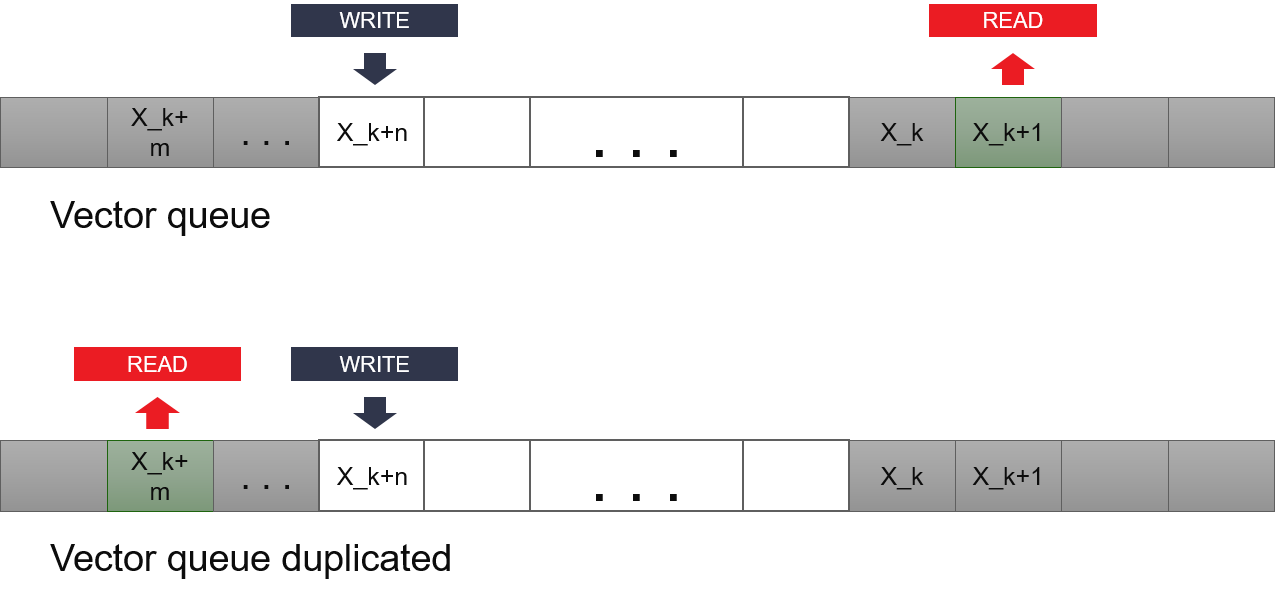 WRITE
READ
X_k+
m
. . .
X_k+n
. . .
X_k
X_k+1
Vector queue
READ
WRITE
X_k+
m
. . .
X_k+n
. . .
X_k
X_k+1
Vector queue duplicated